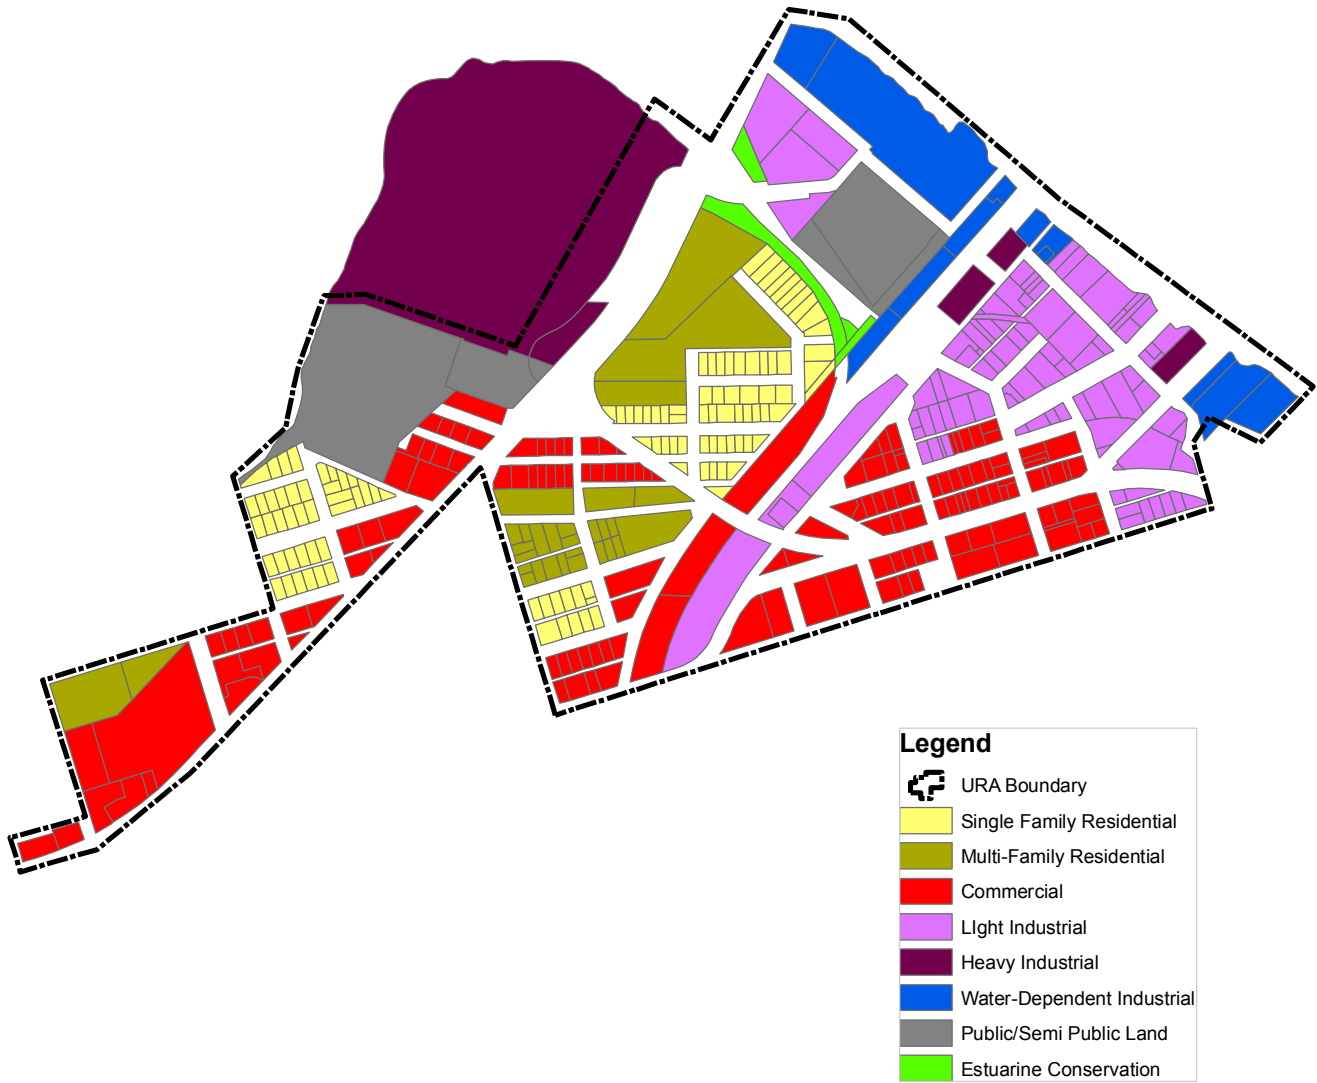 Legend
URA Boundary
Single Family Residential
Multi-Family Residential
Commercial
LIght Industrial
Heavy Industrial
Water-Dependent Industrial
Public/Semi Public Land
Estuarine Conservation